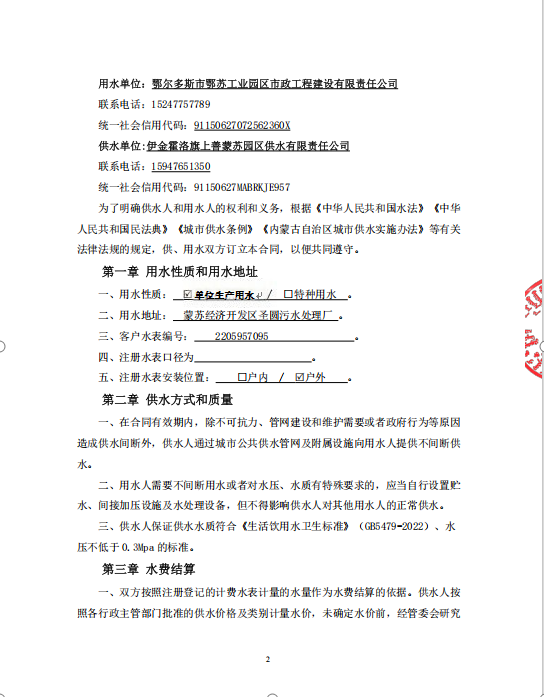 用水单位：鄂尔多斯市鄂苏工业园区市政工程建设有限责任公司
联系电话：15247757789
统一社会信用代码：91150627072562360X
供水单位:伊金霍洛旗上善蒙苏园区供水有限责任公司
联系电话：15947651350
统一社会信用代码：91150627MABRKJE957
为了明确供水人和用水人的权利和义务，根据《中华人民共和国水法》《中华
人民共和国民法典》《城市供水条例》《内蒙古自治区城市供水实施办法》等有关
法律法规的规定，供、用水双方订立本合同，以便共同遵守。
第一章 用水性质和用水地址
一、用水性质： ☑单位生产用水↵ / ☐特种用水 。
二、用水地址： 蒙苏经济开发区圣圆污水处理厂 。
三、客户水表编号： 2205957095 。
四、注册水表口径为 。
五、注册水表安装位置： ☐户内 / ☑户外 。
第二章 供水方式和质量
一、在合同有效期内，除不可抗力、管网建设和维护需要或者政府行为等原因
造成供水间断外，供水人通过城市公共供水管网及附属设施向用水人提供不间断供
水。
二、用水人需要不间断用水或者对水压、水质有特殊要求的，应当自行设置贮
水、间接加压设施及水处理设备，但不得影响供水人对其他用水人的正常供水。
三、供水人保证供水水质符合《生活饮用水卫生标准》（GB5479-2022）、水
压不低于0.3Mpa的标准。
第三章 水费结算
一、双方按照注册登记的计费水表计量的水量作为水费结算的依据。供水人按
照各行政主管部门批准的供水价格及类别计量水价，未确定水价前，经管委会研究
2